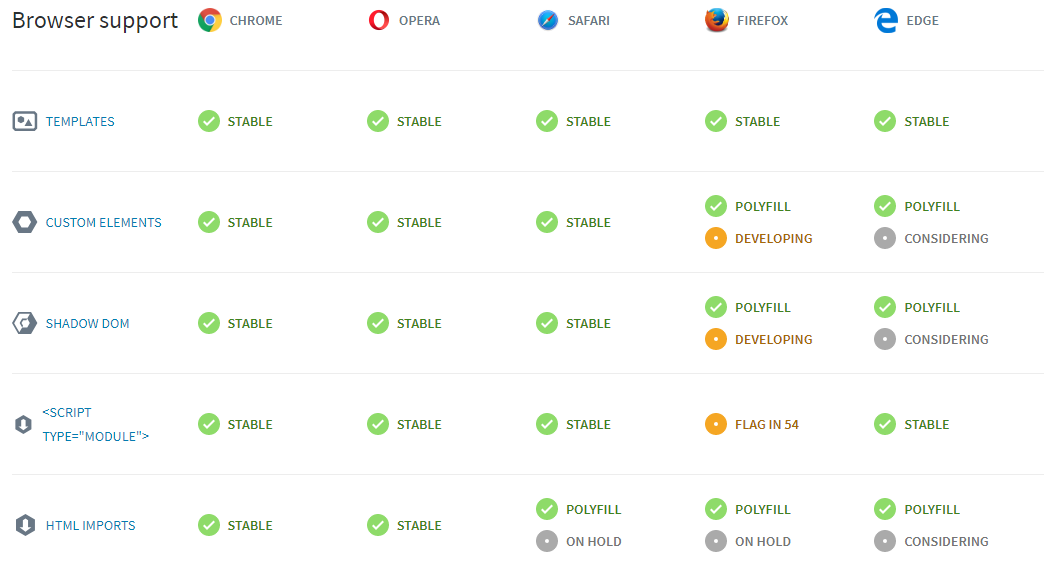 Browser support CHROME OPERA SAFARI FIREFOX EDGE
TEMPLATES STABLE STABLE STABLE STABLE STABLE
CUSTOM ELEMENTS STABLE STABLE STABLE POLYFILL POLYFILL
DEVELOPING CONSIDERING
SHADOW DOM STABLE STABLE STABLE POLYFILL POLYFILL
DEVELOPING CONSIDERING
<SCRIPT
TYPE="MODULE"> STABLE STABLE STABLE FLAG IN 54 STABLE
HTML IMPORTS STABLE STABLE POLYFILL POLYFILL POLYFILL
ON HOLD ON HOLD CONSIDERING